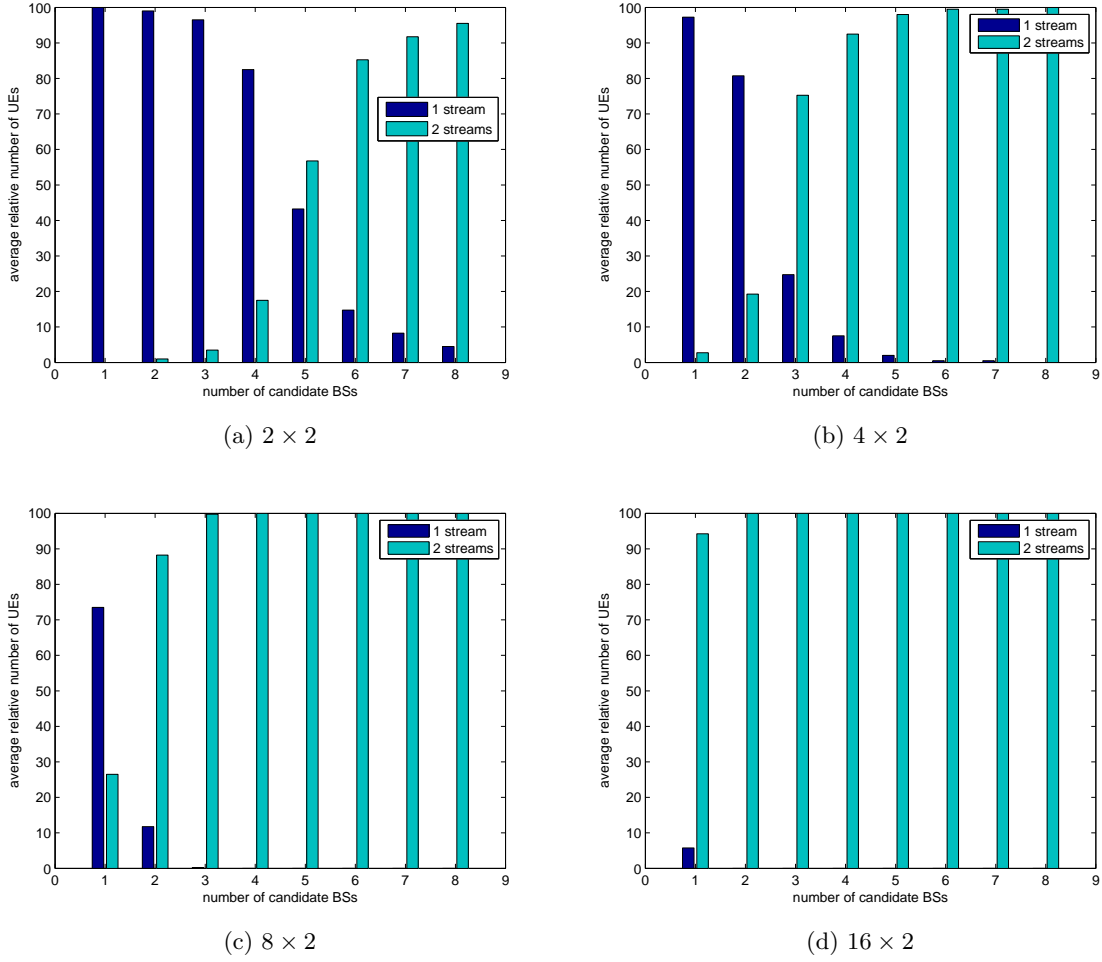 100
90
80
70
60
50
40
30
20
10
0
average relative number of UEs
1 stream
2 streams
0 1 2 3 4 5 6 7 8 9
number of candidate BSs
(a) 2 × 2
100
90
80
70
60
50
40
30
20
10
0
average relative number of UEs
1 stream
2 streams
0 1 2 3 4 5 6 7 8 9
number of candidate BSs
(b) 4 × 2
100
90
80
70
60
50
40
30
20
10
0
average relative number of UEs
1 stream
2 streams
0 1 2 3 4 5 6 7 8 9
number of candidate BSs
(c) 8 × 2
100
90
80
70
60
50
40
30
20
10
0
average relative number of UEs
1 stream
2 streams
0 1 2 3 4 5 6 7 8 9
number of candidate BSs
(d) 16 × 2